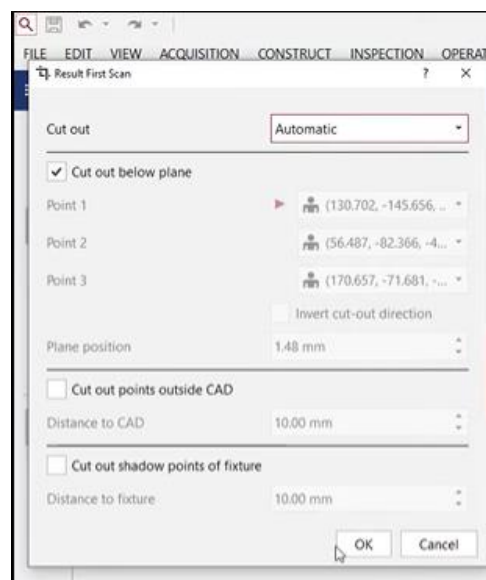 FILE EDIT VIEW ACQUISITION CONSTRUCT INSPECTION OPERAT
Result First Scan ? ×
Cut out Automatic
Cut out below plane
Point 1 (130.702, -145.656, ..
Point 2 (56.487, -82.366, -4...
Point 3 (170.657, -71.681, -...
Invert cut-out direction
Plane position 1.48 mm
Cut out points outside CAD
Distance to CAD 10.00 mm
Cut out shadow points of fixture
Distance to fixture 10.00 mm
OK Cancel